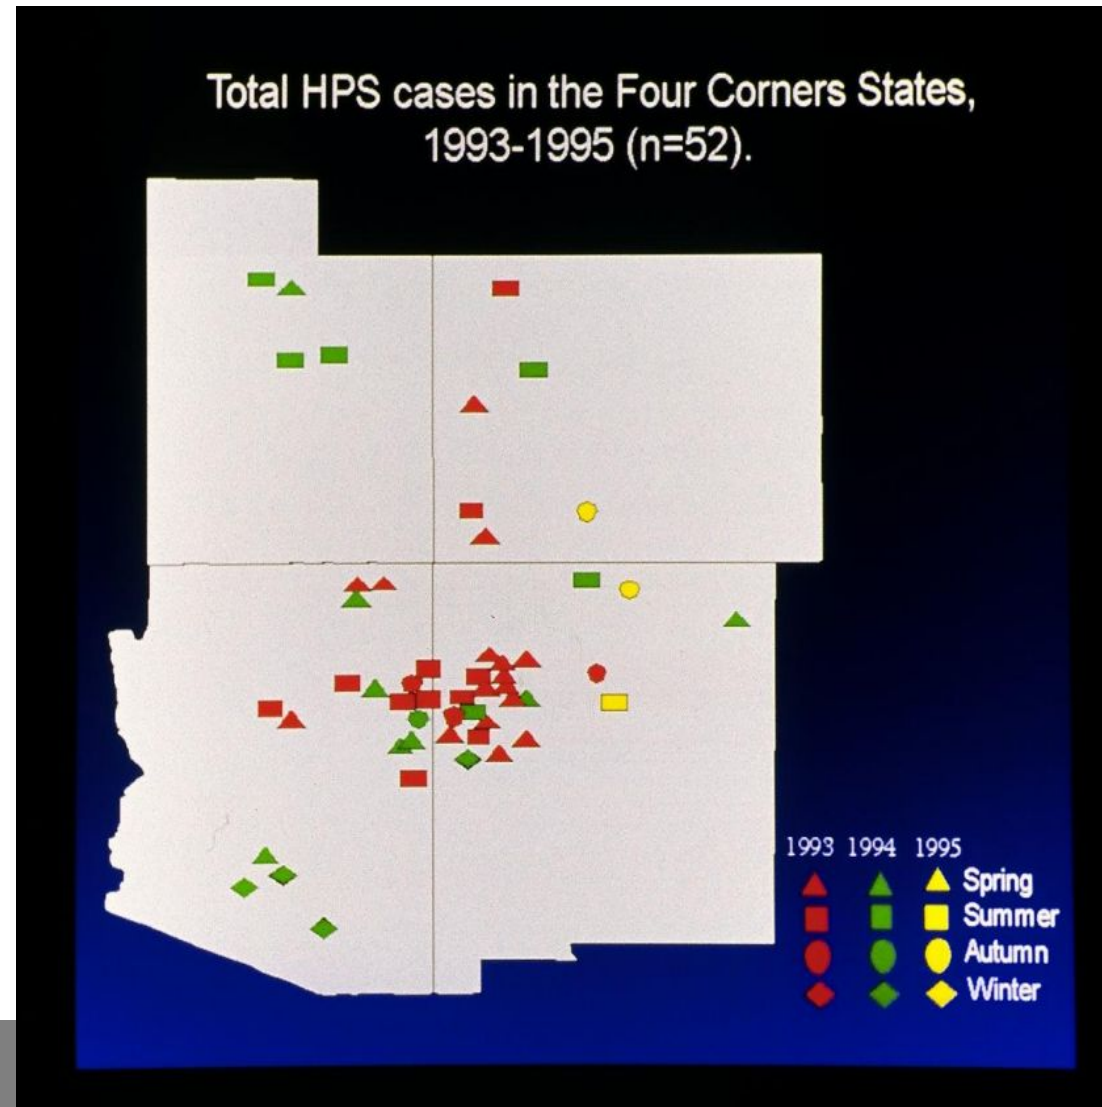 Total HPS cases in the Four Corners States,
1993-1995 (n=52).
1993 1994 1995
Spring
Summer
Autumn
Winter